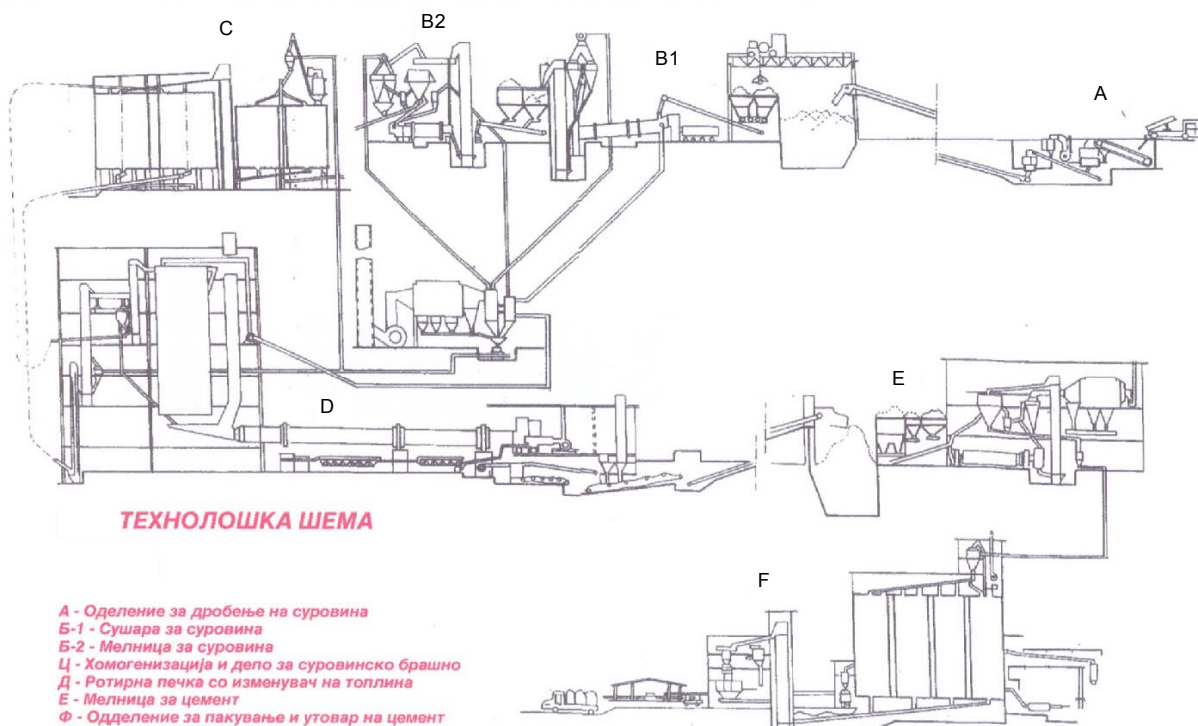 C
B2
B1
A
D
E
ТЕХНОЛОШКА ШЕМА
F
А - Оделение за дробење на суровина
Б-1 - Сушара за суровина
Б-2 - Мелница за суровина
Ц - Хомогенизација и депо за суровинско брашно
Д - Ротирна печка со изменувач на топлина
Е - Мелница за цемент
Ф - Одделение за пакување и утовар на цемент